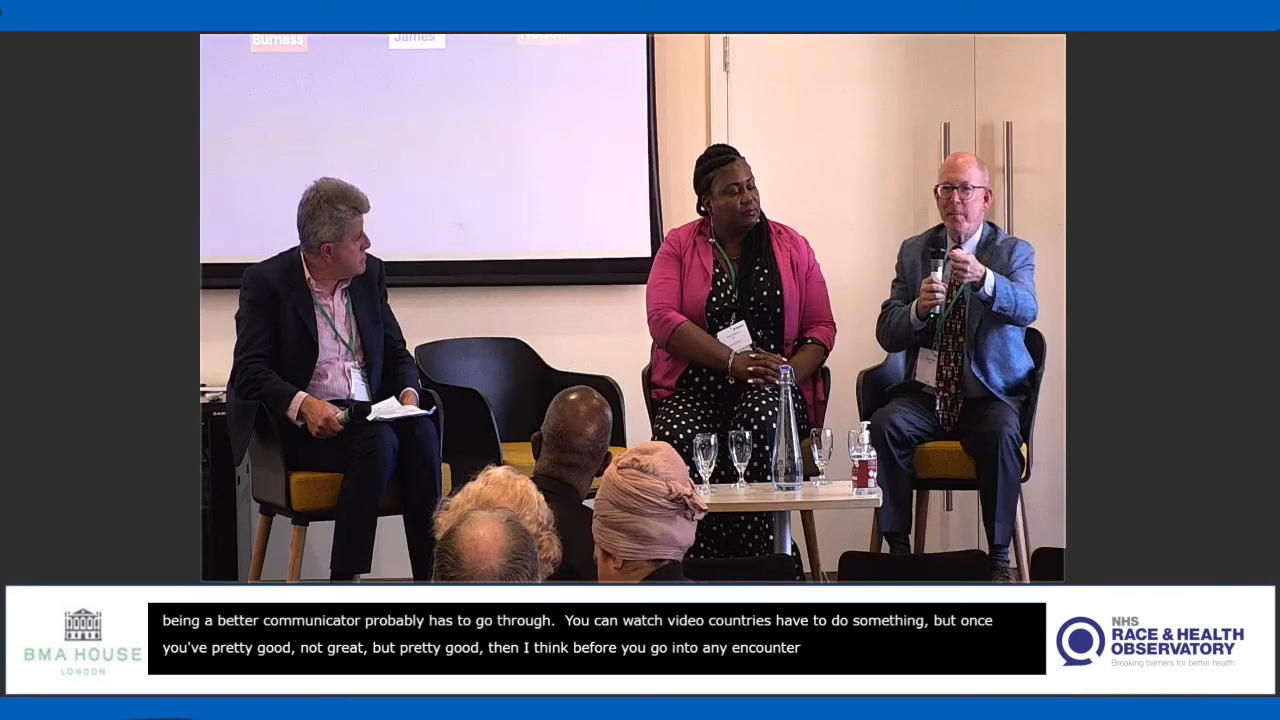 Burness
James
being a better communicator probably has to go through.  You can watch video countries have to do something, but once
you've pretty good, not great, but pretty good, then I think before you go into any encounter
BMA HOUSE
LONDON
NHS
RACE & HEALTH
OBSERVATORY
Breaking barriers for better health